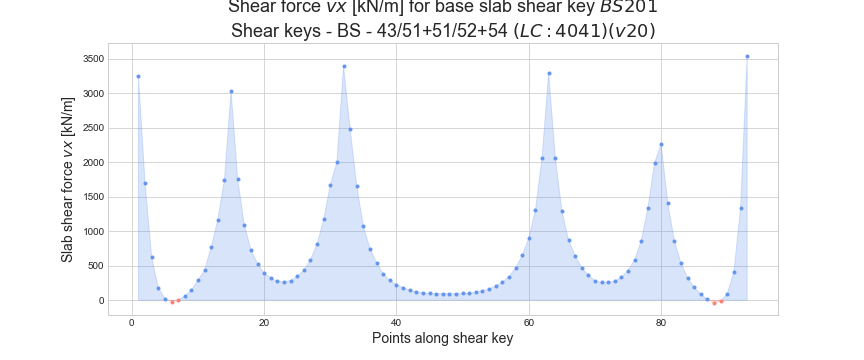 Shear force vx [kN/m] for base slab shear key BS201
Shear keys - BS - 43/51+51/52+54 (LC : 4041)(v20)
Slab shear force vx [kN/m]
3500
3000
2500
2000
1500
1000
500
0
0 20 40 60 80
Points along shear key